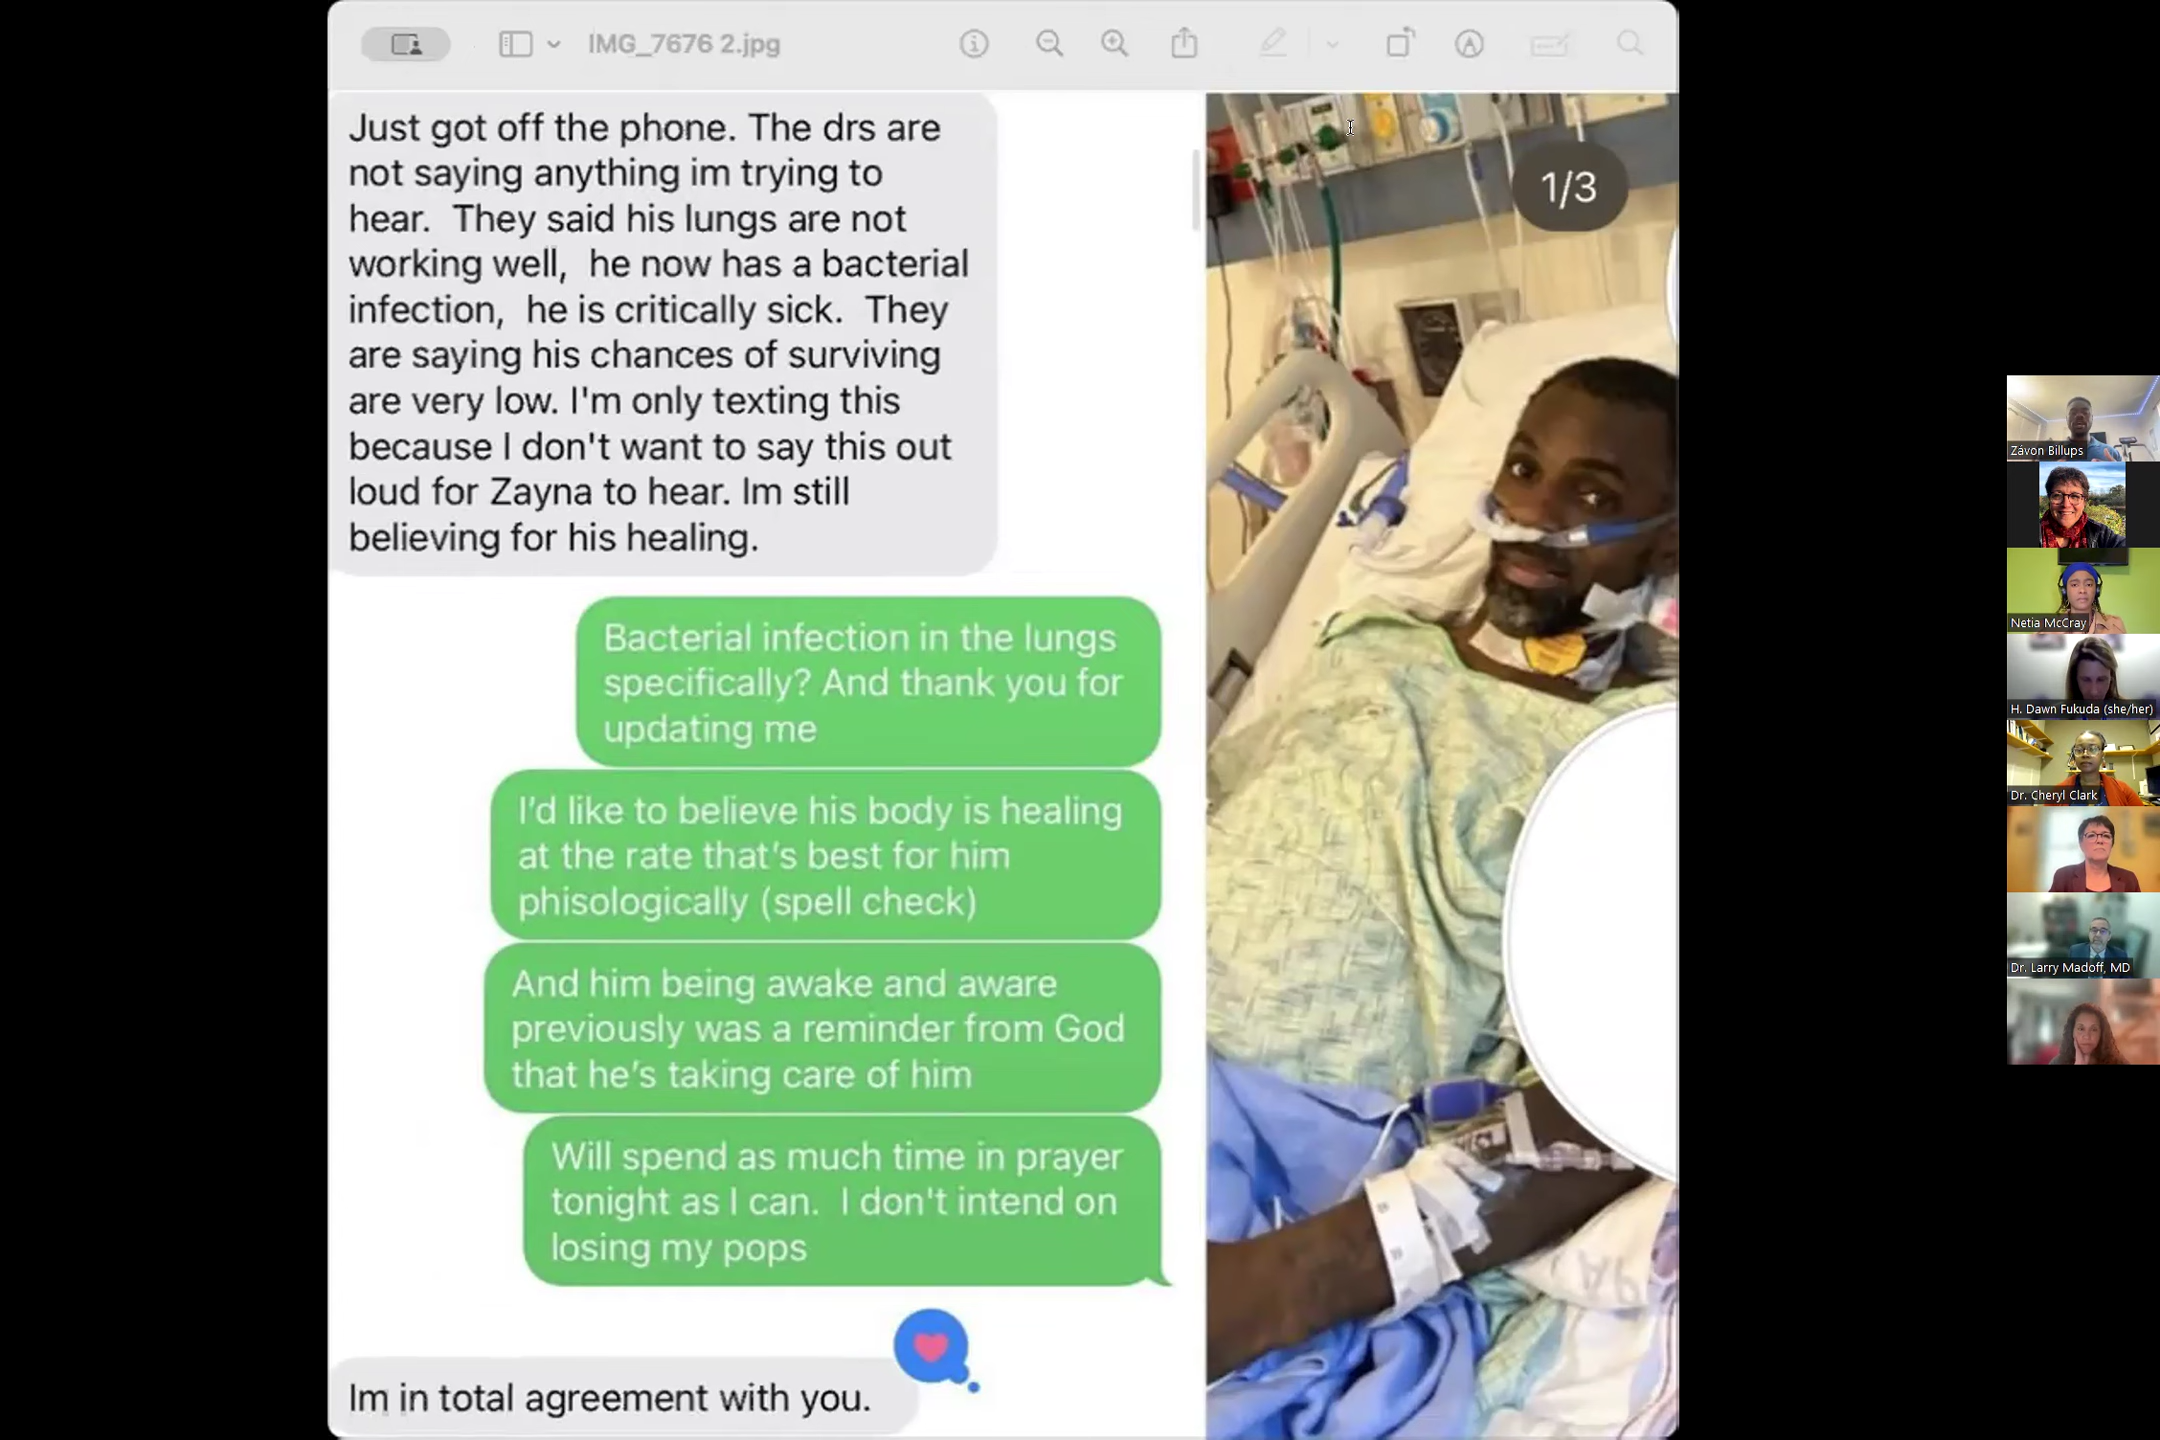 IMG_7676 2.jpg
Just got off the phone. The drs are
not saying anything im trying to
hear.  They said his lungs are not
working well,  he now has a bacterial
infection,  he is critically sick.  They
are saying his chances of surviving
are very low. I'm only texting this
because I don't want to say this out
loud for Zayna to hear. Im still
believing for his healing.
Bacterial infection in the lungs
specifically? And thank you for
updating me
I'd like to believe his body is healing
at the rate that's best for him
phisologically (spell check)
And him being awake and aware
previously was a reminder from God
that he's taking care of him
Will spend as much time in prayer
tonight as I can.  I don't intend on
losing my pops
Im in total agreement with you.
1/3
Závon Billups
Netia McCray
H. Dawn Fukuda (she/her)
Dr. Cheryl Clark
Dr. Larry Madoff, MD